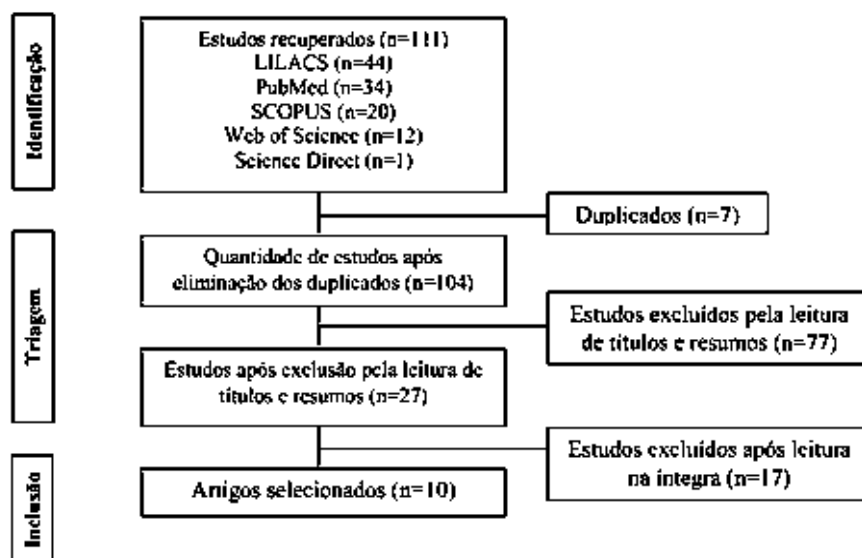 Identificação
Estudos recuperados (n=111)
LILACS (n=44)
PubMed (n=34)
SCOPUS (n=20)
Web of Science (n=12)
Science Direct (n=1)
Duplicados (n=7)
Triagem
Quantidade de estudos após
eliminação dos duplicados (n=104)
Estudos excluídos pela leitura
de títulos e resumos (n=77)
Estudos após exclusão pela leitura de
títulos e resumos (n=27)
Estudos excluídos após leitura
na íntegra (n=17)
Inclusão
Artigos selecionados (n=10)